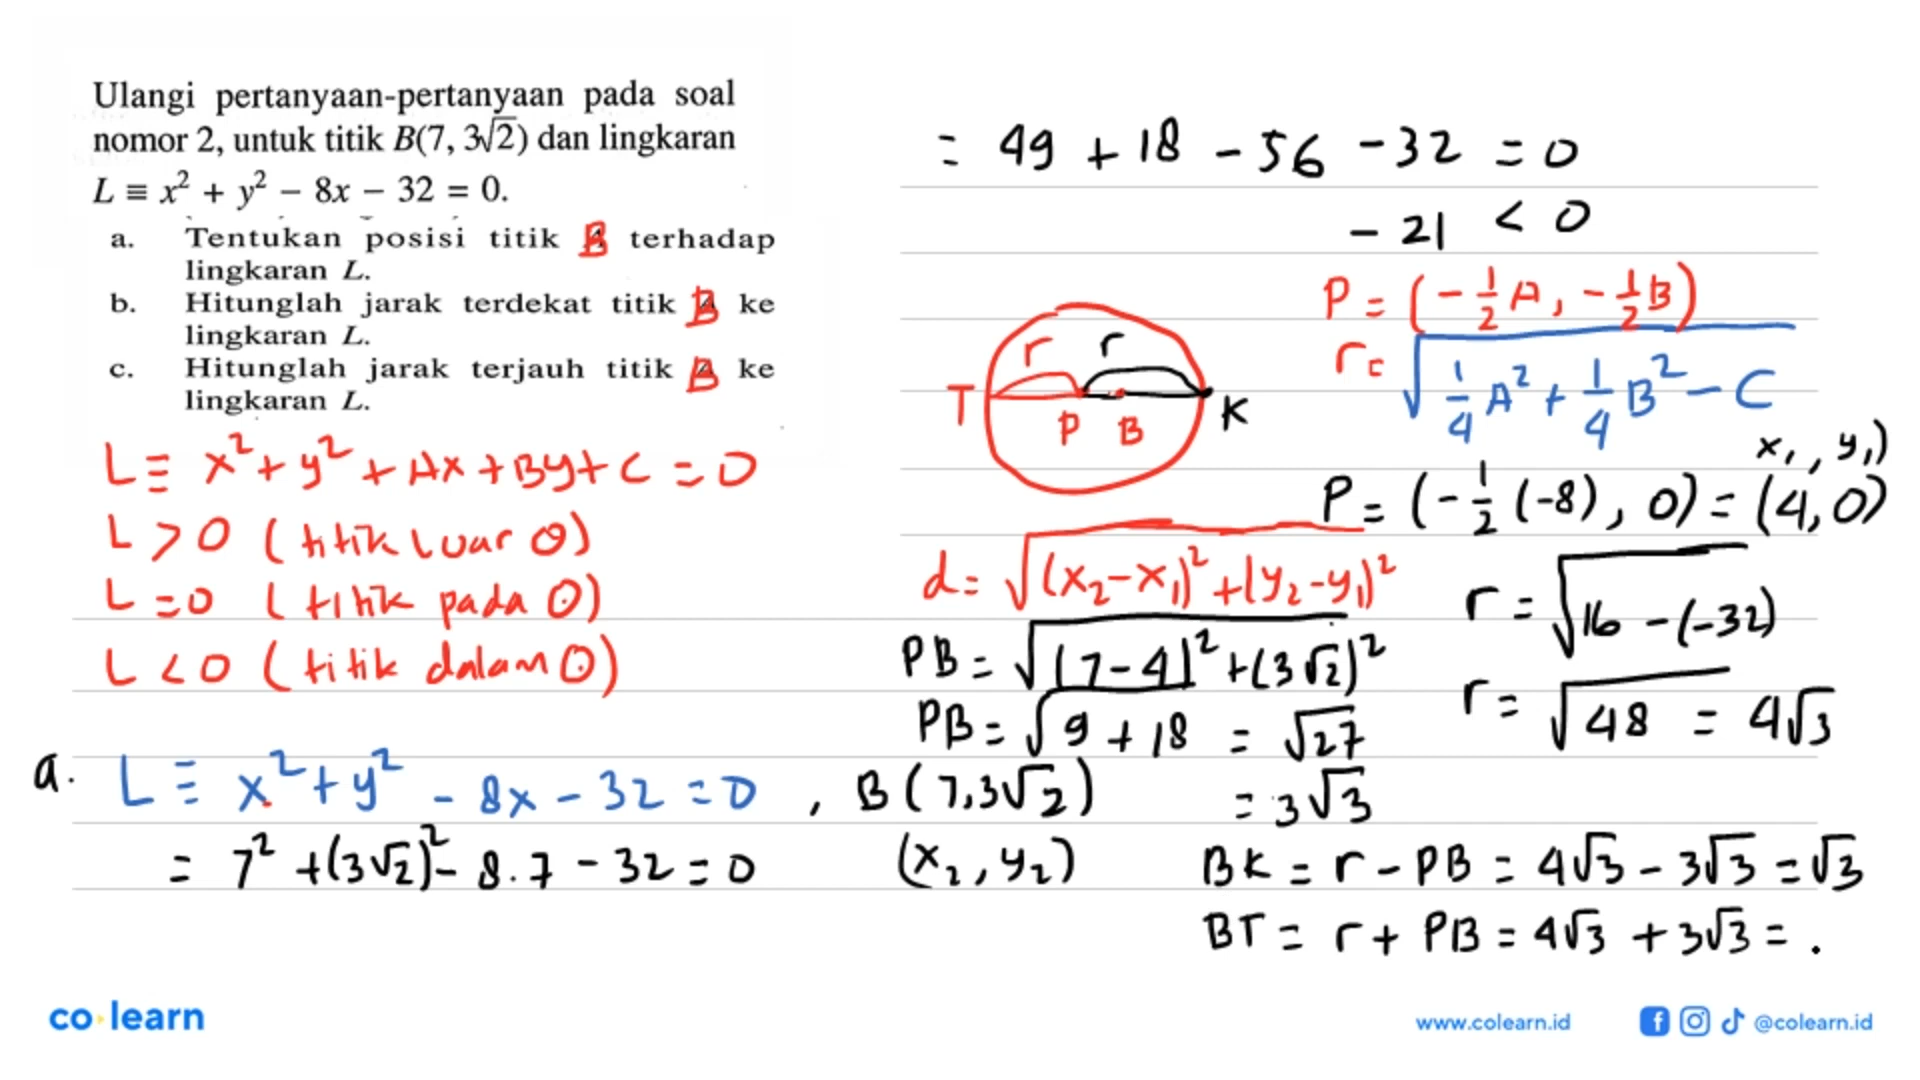 Ulangi pertanyaan-pertanyaan pada soal
nomor 2, untuk titik B(7, 3√2) dan lingkaran
L ≡ x² + y² − 8x − 32 = 0.
a. Tentukan posisi titik B terhadap
lingkaran L.
b. Hitunglah jarak terdekat titik B ke
lingkaran L.
c. Hitunglah jarak terjauh titik B ke
lingkaran L.
L ≡ x² + y² + Ax + By + C = 0
L > 0 (titik luar ⊙)
L = 0 (titik pada ⊙)
L < 0 (titik dalam ⊙)
a. L ≡ x² + y² - 8x - 32 = 0 , B(7, 3√2)
= 7² + (3√2)² - 8.7 - 32 = 0 (x₂, y₂)
= 49 + 18 - 56 - 32 = 0
- 21 < 0
T r r P B K
P = (-1/2 A, -1/2 B)
r = √(1/4 A² + 1/4 B² - C)
x₁, y₁)
P = (-1/2 (-8), 0) = (4, 0)
d = √((x₂ - x₁)² + (y₂ - y₁)²
r = √(16 - (-32)
PB = √((7 - 4)² + (3√2)²
r = √48 = 4√3
PB = √(9 + 18) = √27
= 3√3
BK = r - PB = 4√3 - 3√3 = √3
BT = r + PB = 4√3 + 3√3 = .
co learn
www.colearn.id
@colearn.id